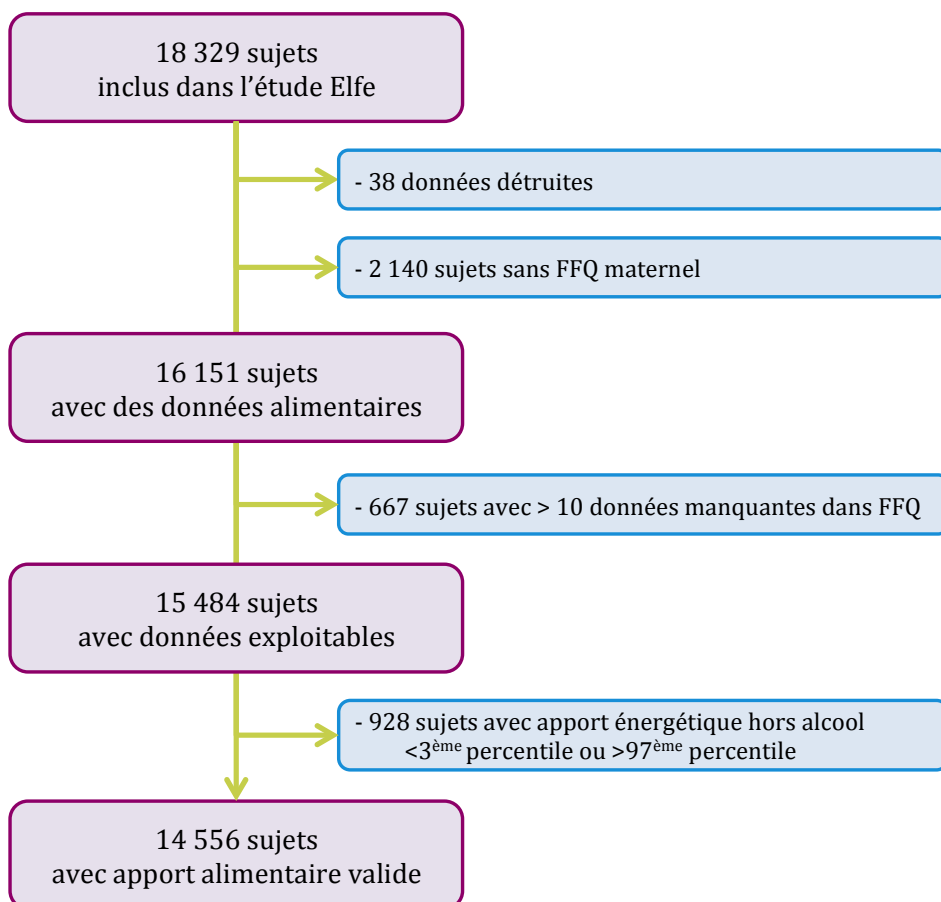 18 329 sujets
inclus dans l’étude Elfe
- 38 données détruites
- 2 140 sujets sans FFQ maternel
16 151 sujets
avec des données alimentaires
- 667 sujets avec > 10 données manquantes dans FFQ
15 484 sujets
avec données exploitables
- 928 sujets avec apport énergétique hors alcool
<3ème percentile ou >97ème percentile
14 556 sujets
avec apport alimentaire valide